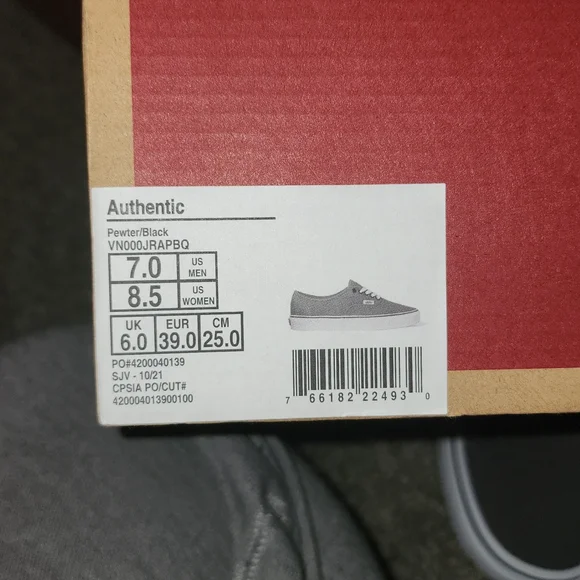 Authentic
Pewter/Black
VN000JRAPBQ
7.0 US MEN
8.5 US WOMEN
UK EUR CM
6.0 39.0 25.0
PO#4200040139
SJV - 10/21
CPSIA PO/CUT#
420004013900100
7 66182 22493 0